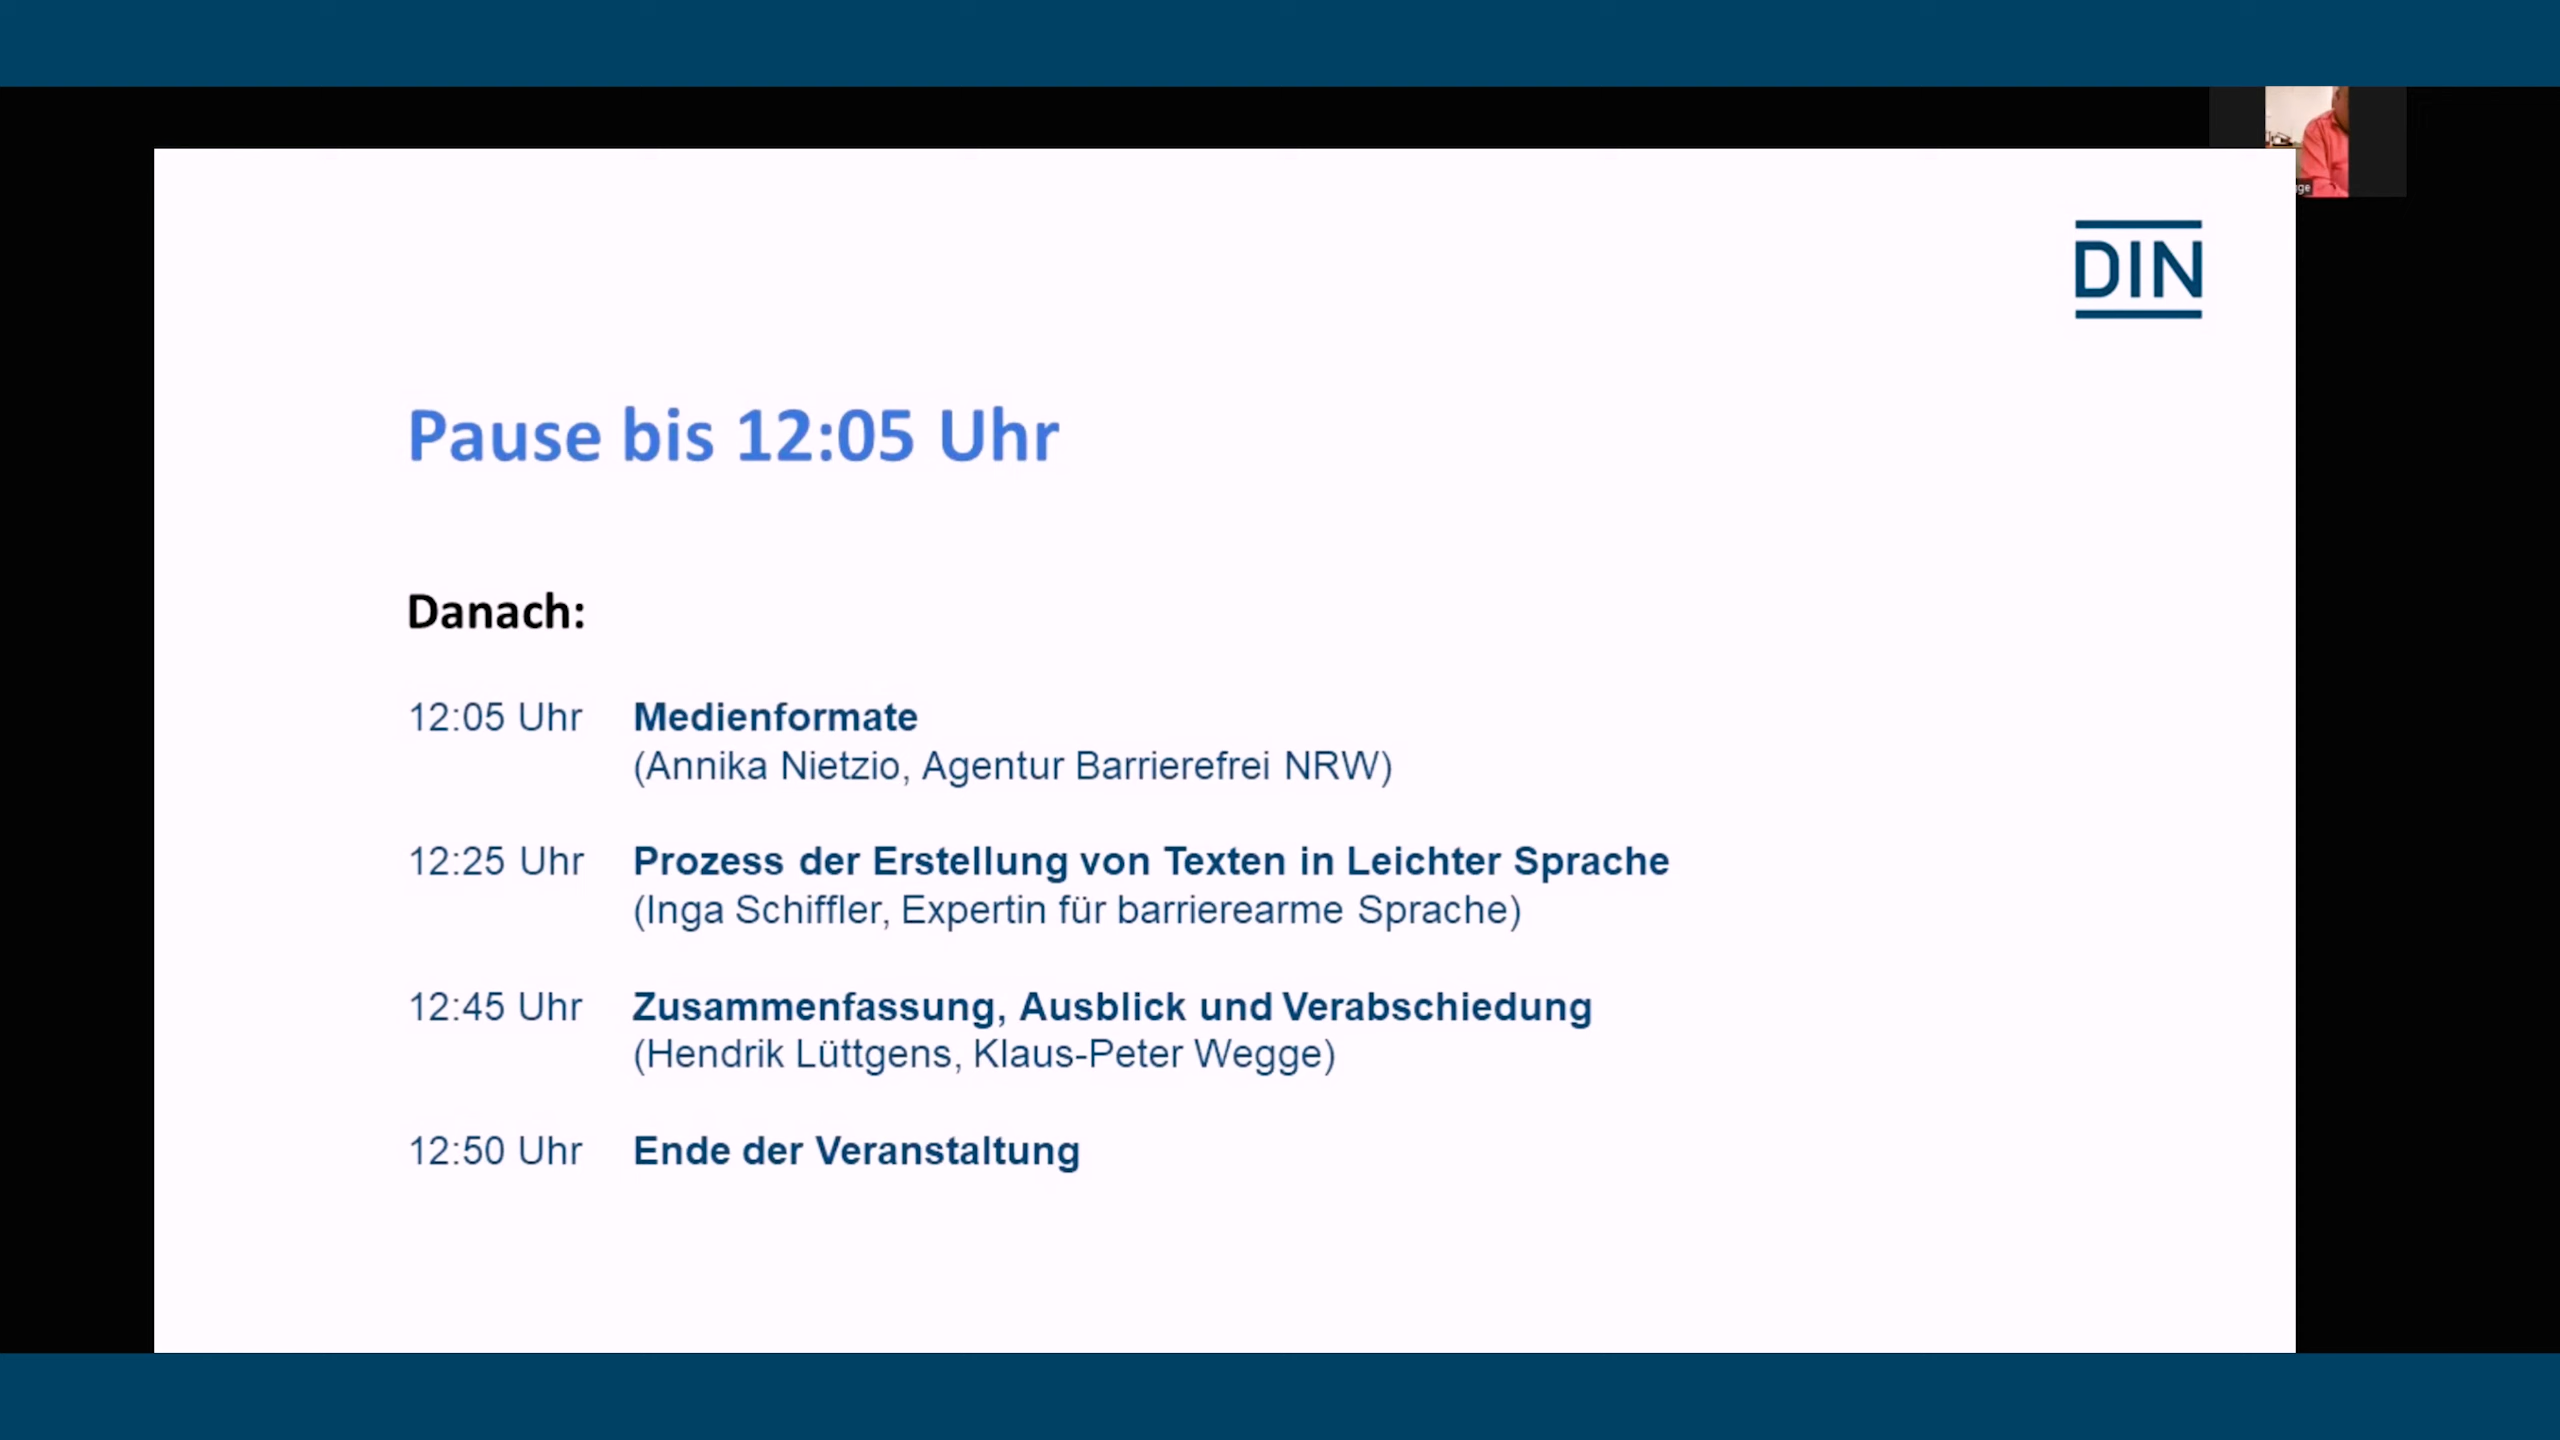 DIN
Pause bis 12:05 Uhr
Danach:
12:05 Uhr Medienformate
(Annika Nietzio, Agentur Barrierefrei NRW)
12:25 Uhr Prozess der Erstellung von Texten in Leichter Sprache
(Inga Schiffler, Expertin für barrierearme Sprache)
12:45 Uhr Zusammenfassung, Ausblick und Verabschiedung
(Hendrik Lüttgens, Klaus-Peter Wegge)
12:50 Uhr Ende der Veranstaltung